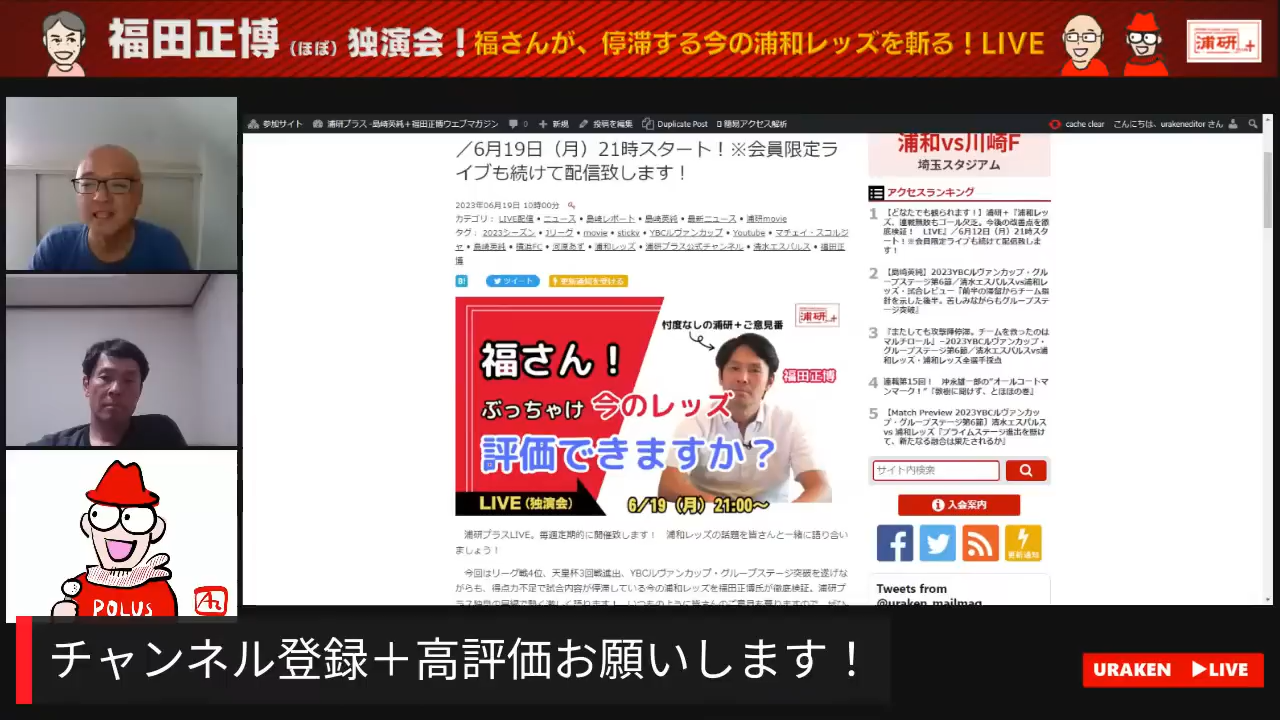 福田正博（ほぼ）独演会！福さんが、停滞する今の浦和レッズを斬る！LIVE
浦研＋
参加サイト 浦研プラス -島崎英純＋福田正博ウェブマガジン 0 新規 投稿を編集 Duplicate Post 簡易アクセス解析 cache clear こんにちは、urakeneditor さん
／6月19日（月）21時スタート！※会員限定ラ
イブも続けて配信致します！
2023年06月19日 10時00分
カテゴリ： LIVE配信 • ニュース • 島崎レポート • 島崎英純 • 最新ニュース • 浦研movie
タグ： 2023シーズン • Jリーグ • movie • sticky • YBCルヴァンカップ • Youtube • マチェイ・スコルジ
ャ • 島崎英純 • 横浜FC • 河原あず • 浦和レッズ • 浦研プラス公式チャンネル • 清水エスパルス • 福田正
博
B! ツイート 更新通知を受ける
忖度なしの浦研＋ご意見番
浦研＋
福さん！
福田正博
ぶっちゃけ 今のレッズ
評価できますか？
LIVE（独演会） 6/19（月）21:00〜
浦研プラスLIVE。毎週定期的に開催致します！ 浦和レッズの話題を皆さんと一緒に語り合い
ましょう！
今回はリーグ戦4位、天皇杯3回戦進出、YBCルヴァンカップ・グループステージ突破を遂げな
がらも、得点力不足で試合内容が停滞している今の浦和レッズを福田正博氏が徹底検証。浦研プ
浦和vs川崎F
埼玉スタジアム
アクセスランキング
1 【どなたでも観られます！】浦研＋『浦和レッ
ズ、連戦無敗もゴール欠乏。今後の改善点を徹
底検証！ LIVE』／6月12日（月）21時スタ
ート！※会員限定ライブも続けて配信致しま
す！
2 【島崎英純】2023YBCルヴァンカップ・グル
ープステージ第6節／清水エスパルスvs浦和レ
ッズ・試合レビュー『前半の停滞からチーム指
針を示した後半。苦しみながらもグループステ
ージ突破』
3 『またしても攻撃陣停滞。チームを救ったのは
マルチロール』−2023YBCルヴァンカップ・
グループステージ第6節／清水エスパルスvs浦
和レッズ・浦和レッズ全選手採点
4 連載第15回！ 沖永雄一郎の“オールコートマ
ンマーク！”『敦樹に聞けず、とほほの巻』
5 【Match Preview 2023YBCルヴァンカッ
プ・グループステージ第6節】清水エスパルス
vs 浦和レッズ『プライムステージ進出を懸け
て、新たなる融合は果たされるか』
サイト内検索
入会案内
更新通知
Tweets from
@uraken_mailmag
POLUS
チャンネル登録＋高評価お願いします！
URAKEN ▶LIVE